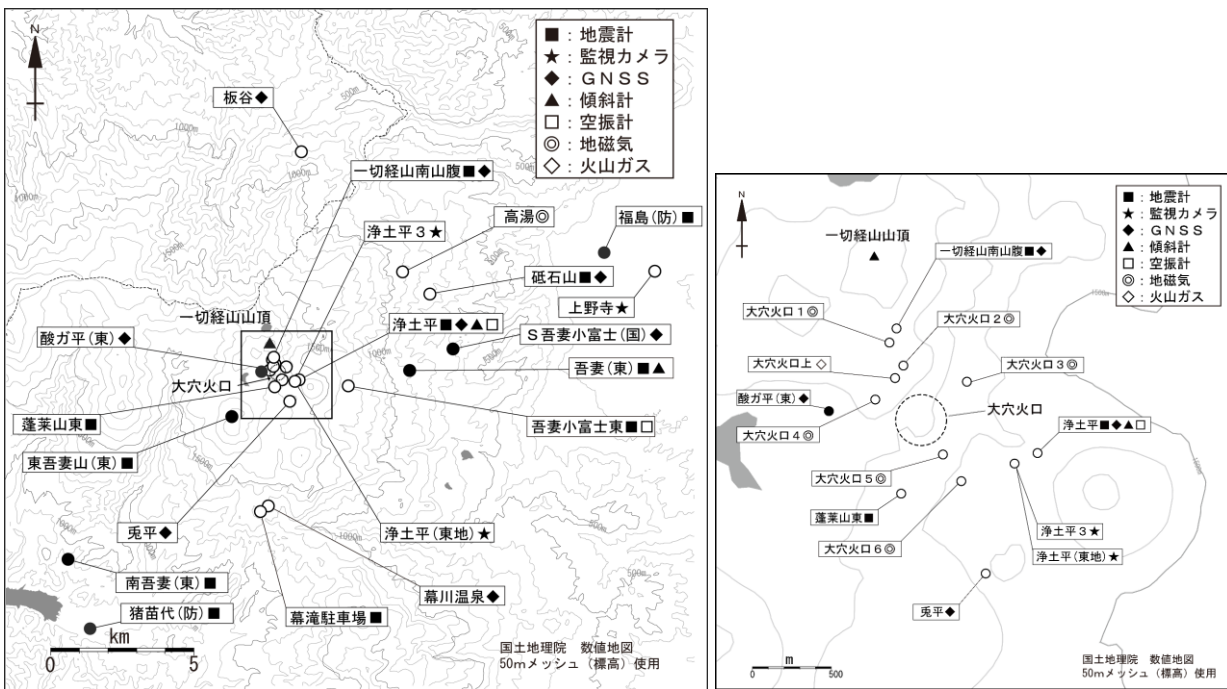 N
■：地震計
★：監視カメラ
◆：ＧＮＳＳ
▲：傾斜計
□：空振計
◎：地磁気
◇：火山ガス
板谷◆
一切経山南山腹■◆
高湯◎
福島(防)■
浄土平３★
砥石山■◆
上野寺★
一切経山山頂
浄土平■◆▲□
Ｓ吾妻小富士(国)◆
酸ガ平(東)◆
吾妻(東)■▲
大穴火口
蓬莱山東■
吾妻小富士東■□
東吾妻山(東)■
兎平◆
浄土平(東地)★
南吾妻(東)■
幕川温泉◆
猪苗代(防)■
幕滝駐車場■
km
0 5
国土地理院 数値地図
50mメッシュ（標高）使用
500m
1000m
1500m
N
■：地震計
★：監視カメラ
◆：ＧＮＳＳ
▲：傾斜計
□：空振計
◎：地磁気
◇：火山ガス
一切経山山頂
一切経山南山腹■◆
大穴火口１◎
大穴火口２◎
大穴火口上◇
大穴火口３◎
酸ガ平(東)◆
大穴火口
大穴火口４◎
浄土平■◆▲□
大穴火口５◎
蓬莱山東■
浄土平３★
大穴火口６◎
浄土平(東地)★
兎平◆
m
0 500
国土地理院 数値地図
50mメッシュ（標高）使用